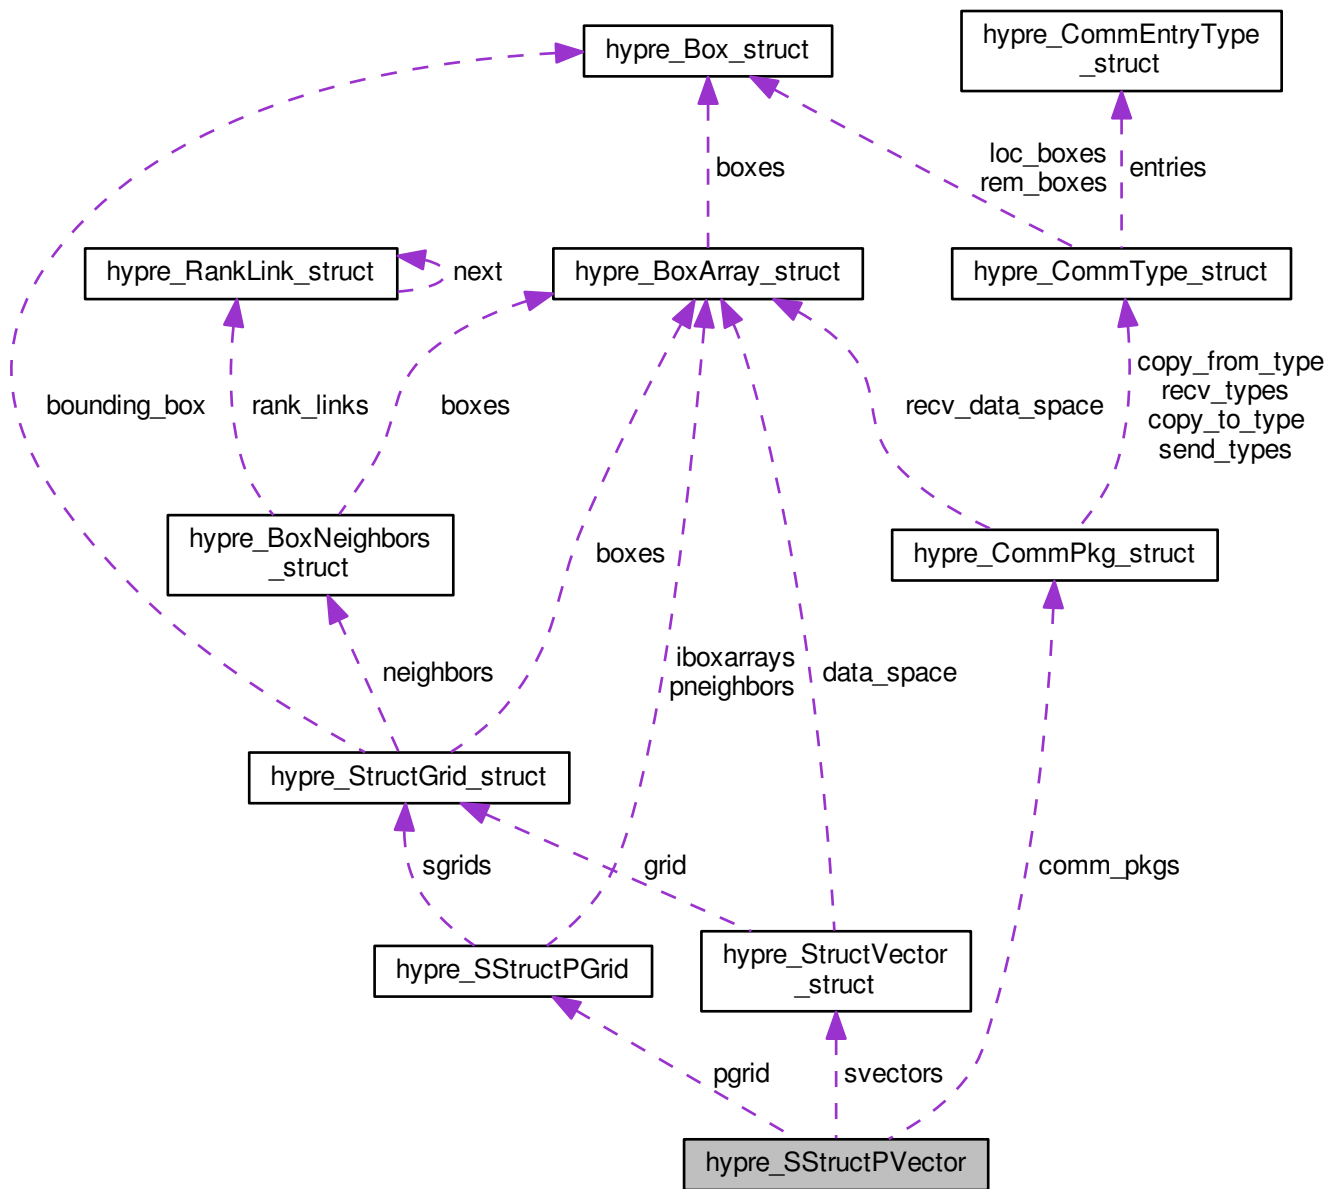 hypre_Box_struct
hypre_CommEntryType
_struct
loc_boxes
rem_boxes
boxes
entries
hypre_RankLink_struct
next
hypre_BoxArray_struct
hypre_CommType_struct
bounding_box
rank_links
boxes
recv_data_space
copy_from_type
recv_types
copy_to_type
send_types
hypre_BoxNeighbors
_struct
boxes
hypre_CommPkg_struct
neighbors
iboxarrays
pneighbors
data_space
hypre_StructGrid_struct
sgrids
grid
comm_pkgs
hypre_SStructPGrid
hypre_StructVector
_struct
pgrid
svectors
hypre_SStructPVector